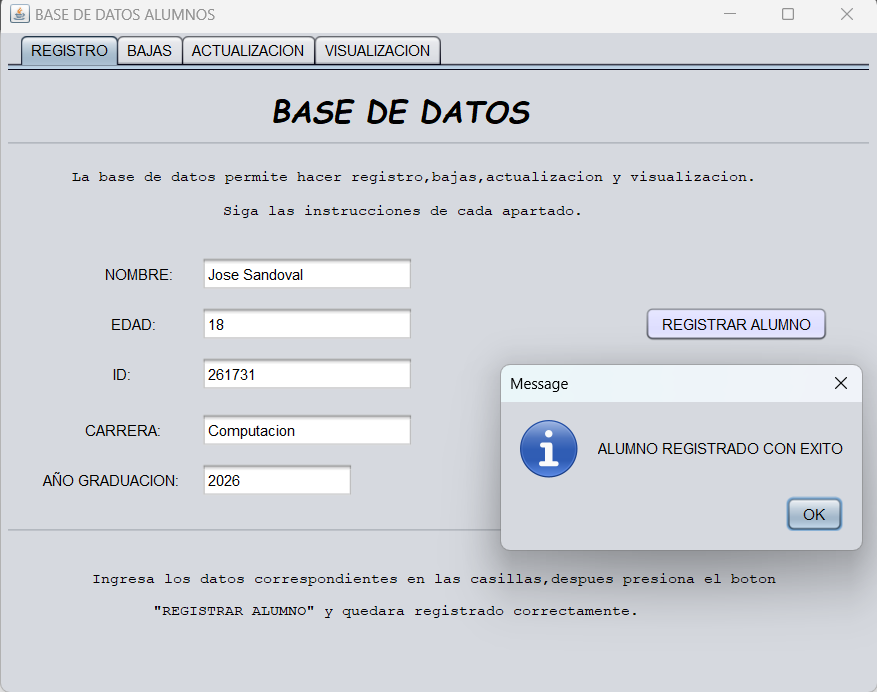 BASE DE DATOS ALUMNOS
REGISTRO BAJAS ACTUALIZACION VISUALIZACION
BASE DE DATOS
La base de datos permite hacer registro,bajas,actualizacion y visualizacion.
Siga las instrucciones de cada apartado.
NOMBRE: Jose Sandoval
EDAD: 18
REGISTRAR ALUMNO
ID: 261731
CARRERA: Computacion
AÑO GRADUACION: 2026
Message
ALUMNO REGISTRADO CON EXITO
OK
Ingresa los datos correspondientes en las casillas,despues presiona el boton
"REGISTRAR ALUMNO" y quedara registrado correctamente.